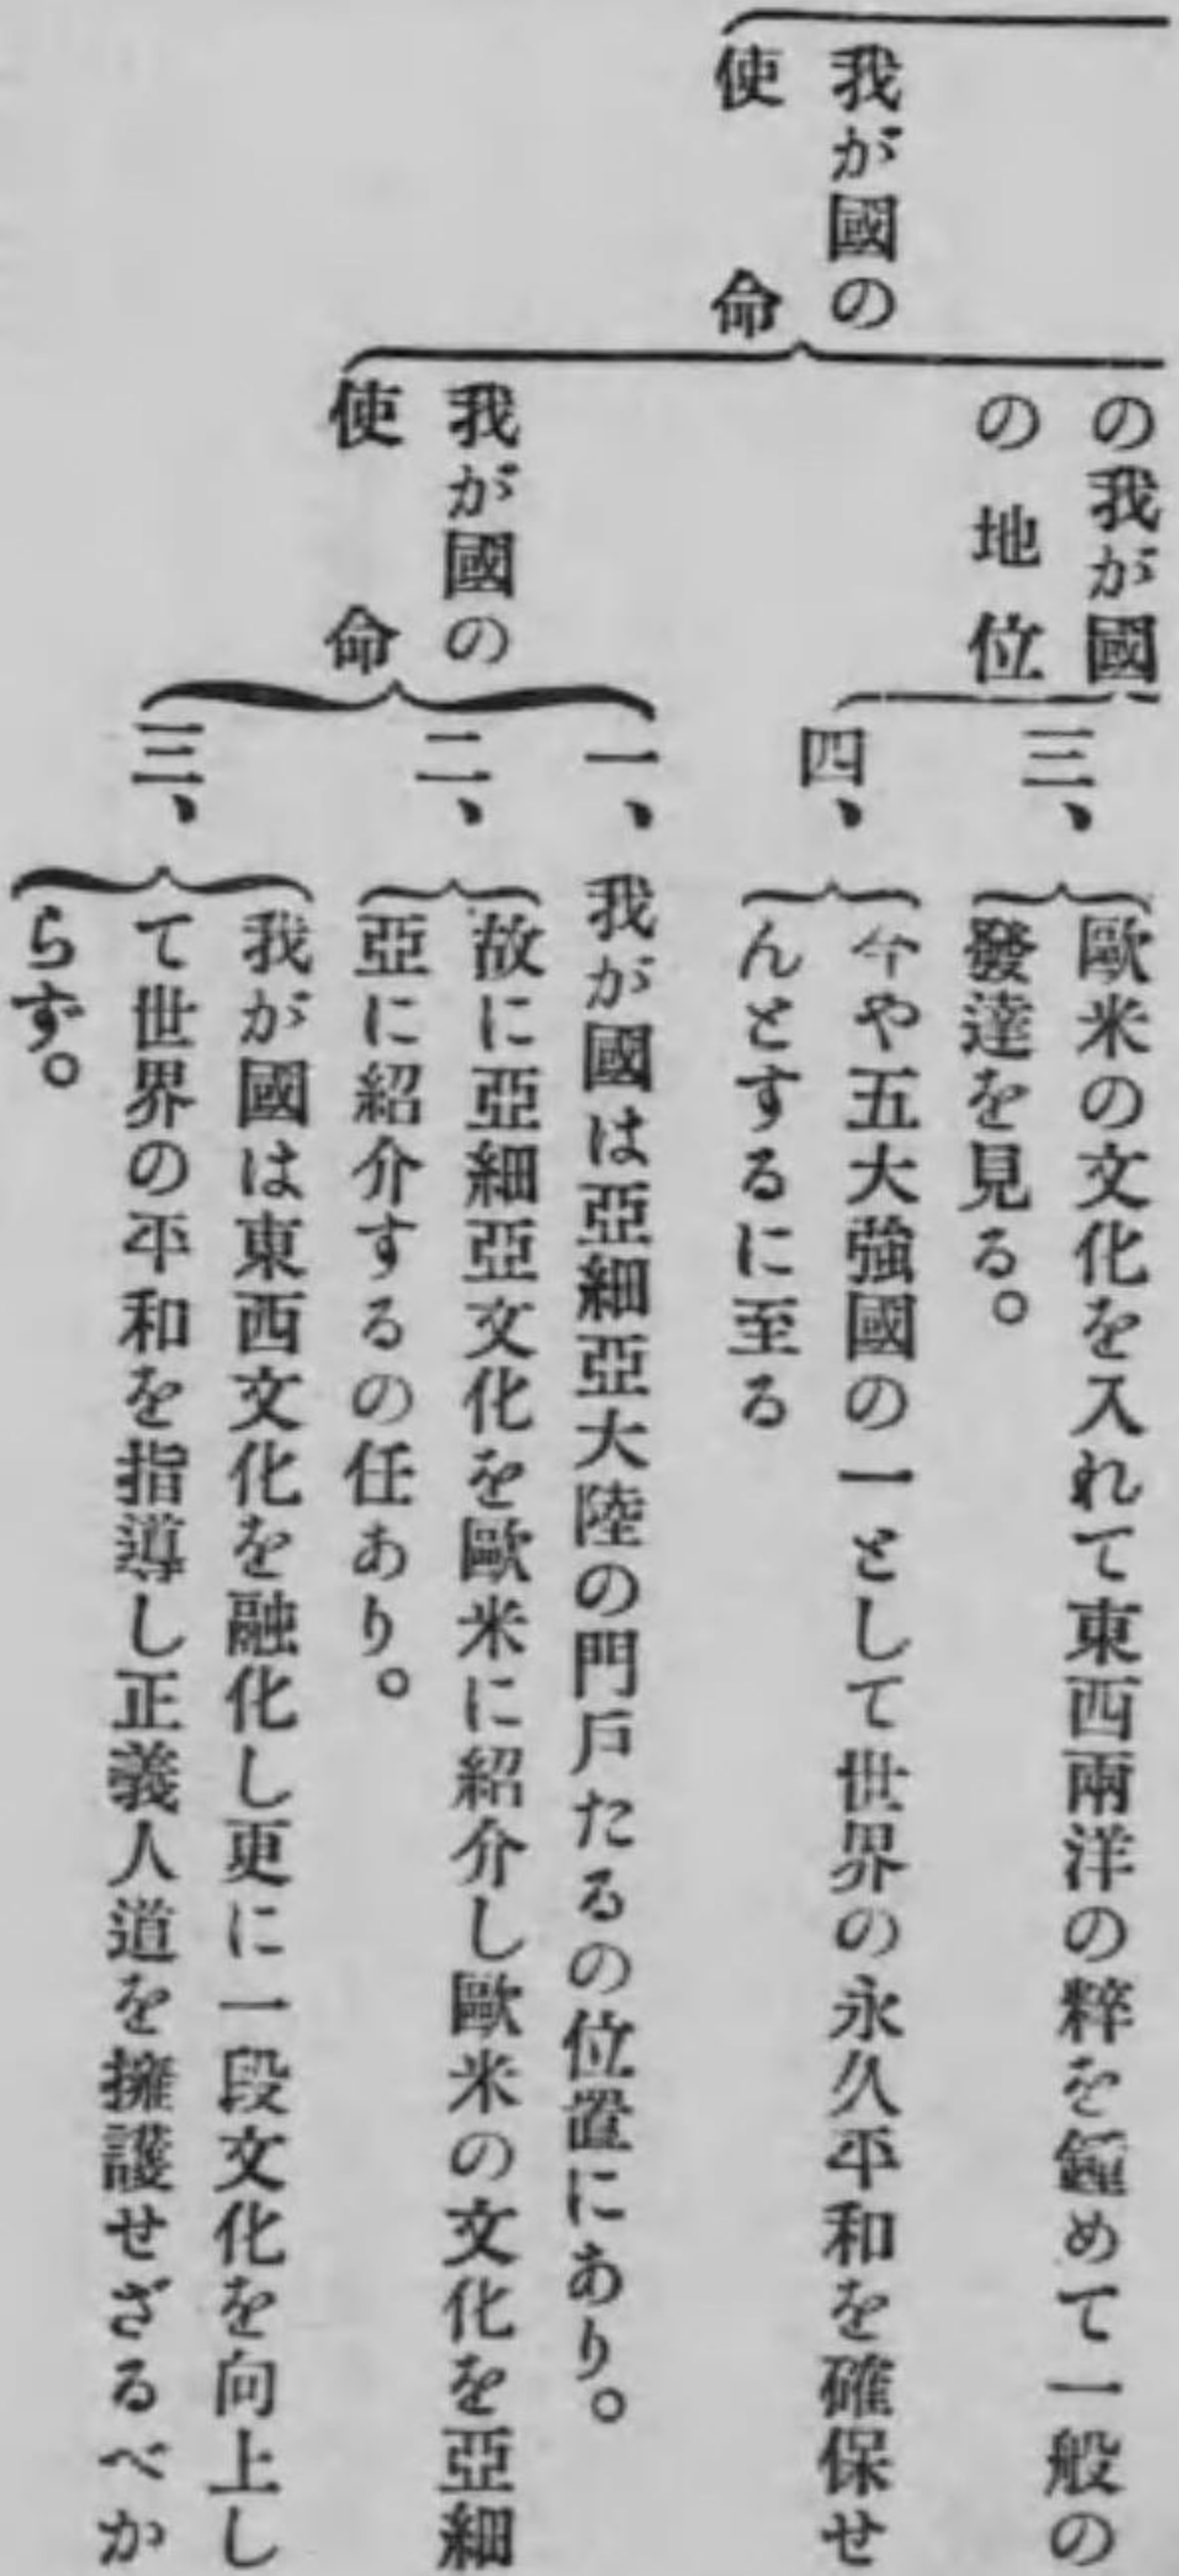 我が國の
使命
の我が國
の地位
三、
歐米の文化を入れて東西兩洋の粹を鍾めて一般の
發達を見る。
四、
今や五大強國の一として世界の永久平和を確保せ
んとするに至る
我が國の
使命
一、
我が國は亞細亞大陸の門戶たるの位置にあり。
二、
故に亞細亞文化を歐米に紹介し歐米の文化を亞細
亞に紹介するの任あり。
三、
我が國は東西文化を融化し更に一段文化を向上し
て世界の平和を指導し正義人道を擁護せざるべか
らず。